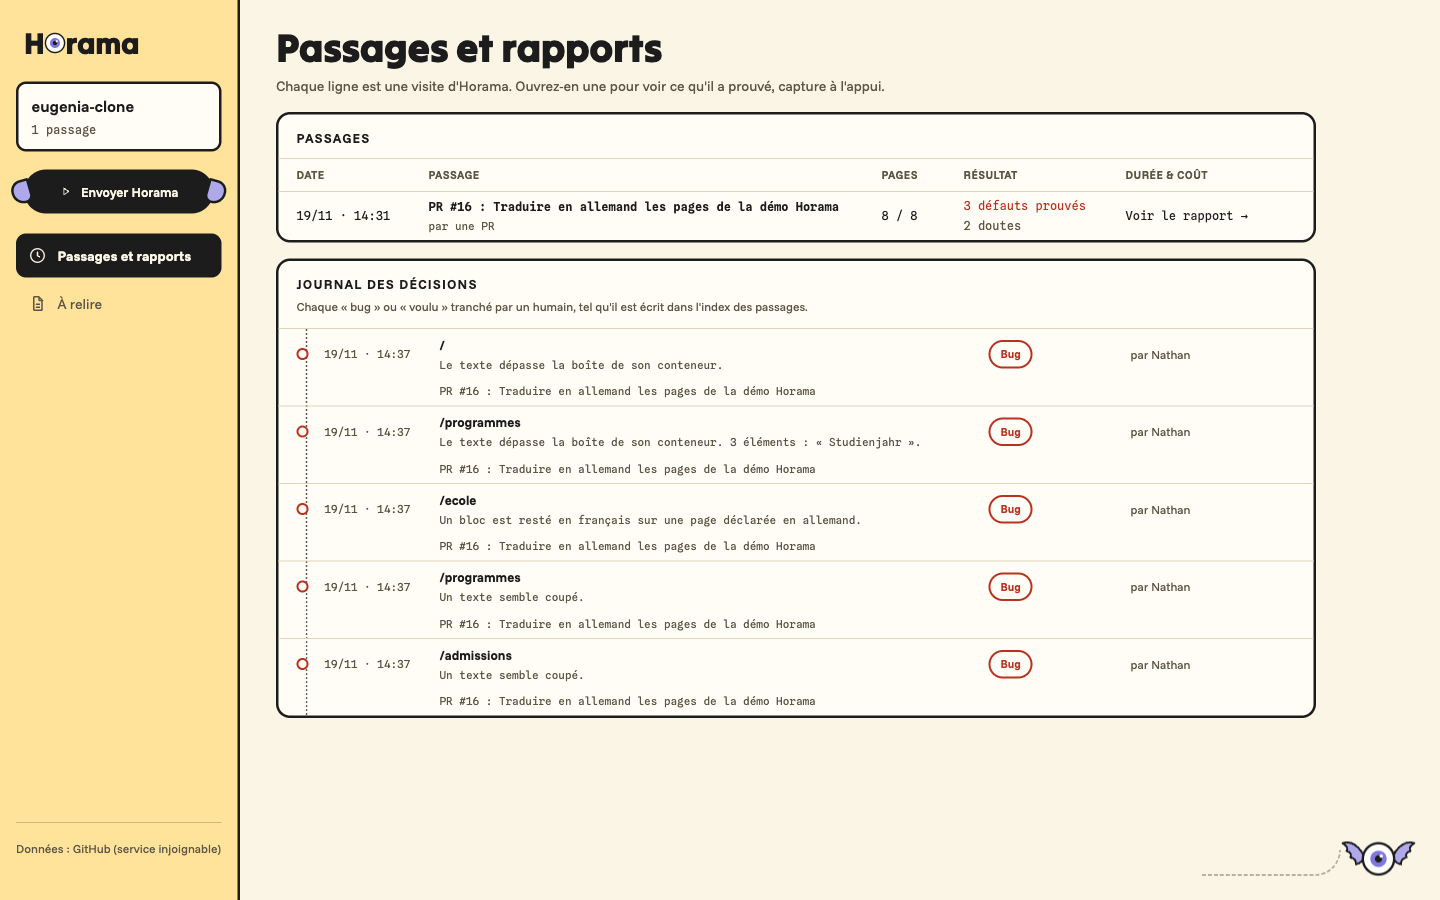 Horama
eugenia-clone
1 passage
Envoyer Horama
Passages et rapports
À relire
Données : GitHub (service injoignable)
Passages et rapports
Chaque ligne est une visite d'Horama. Ouvrez-en une pour voir ce qu'il a prouvé, capture à l'appui.
PASSAGES
DATE PASSAGE PAGES RÉSULTAT DURÉE & COÛT
19/11 · 14:31 PR #16 : Traduire en allemand les pages de la démo Horama 8 / 8 3 défauts prouvés Voir le rapport →
par une PR 2 doutes
JOURNAL DES DÉCISIONS
Chaque « bug » ou « voulu » tranché par un humain, tel qu'il est écrit dans l'index des passages.
/
19/11 · 14:37 Bug par Nathan
Le texte dépasse la boîte de son conteneur.
PR #16 : Traduire en allemand les pages de la démo Horama
/programmes
19/11 · 14:37 Bug par Nathan
Le texte dépasse la boîte de son conteneur. 3 éléments : « Studienjahr ».
PR #16 : Traduire en allemand les pages de la démo Horama
/ecole
19/11 · 14:37 Bug par Nathan
Un bloc est resté en français sur une page déclarée en allemand.
PR #16 : Traduire en allemand les pages de la démo Horama
/programmes
19/11 · 14:37 Bug par Nathan
Un texte semble coupé.
PR #16 : Traduire en allemand les pages de la démo Horama
/admissions
19/11 · 14:37 Bug par Nathan
Un texte semble coupé.
PR #16 : Traduire en allemand les pages de la démo Horama